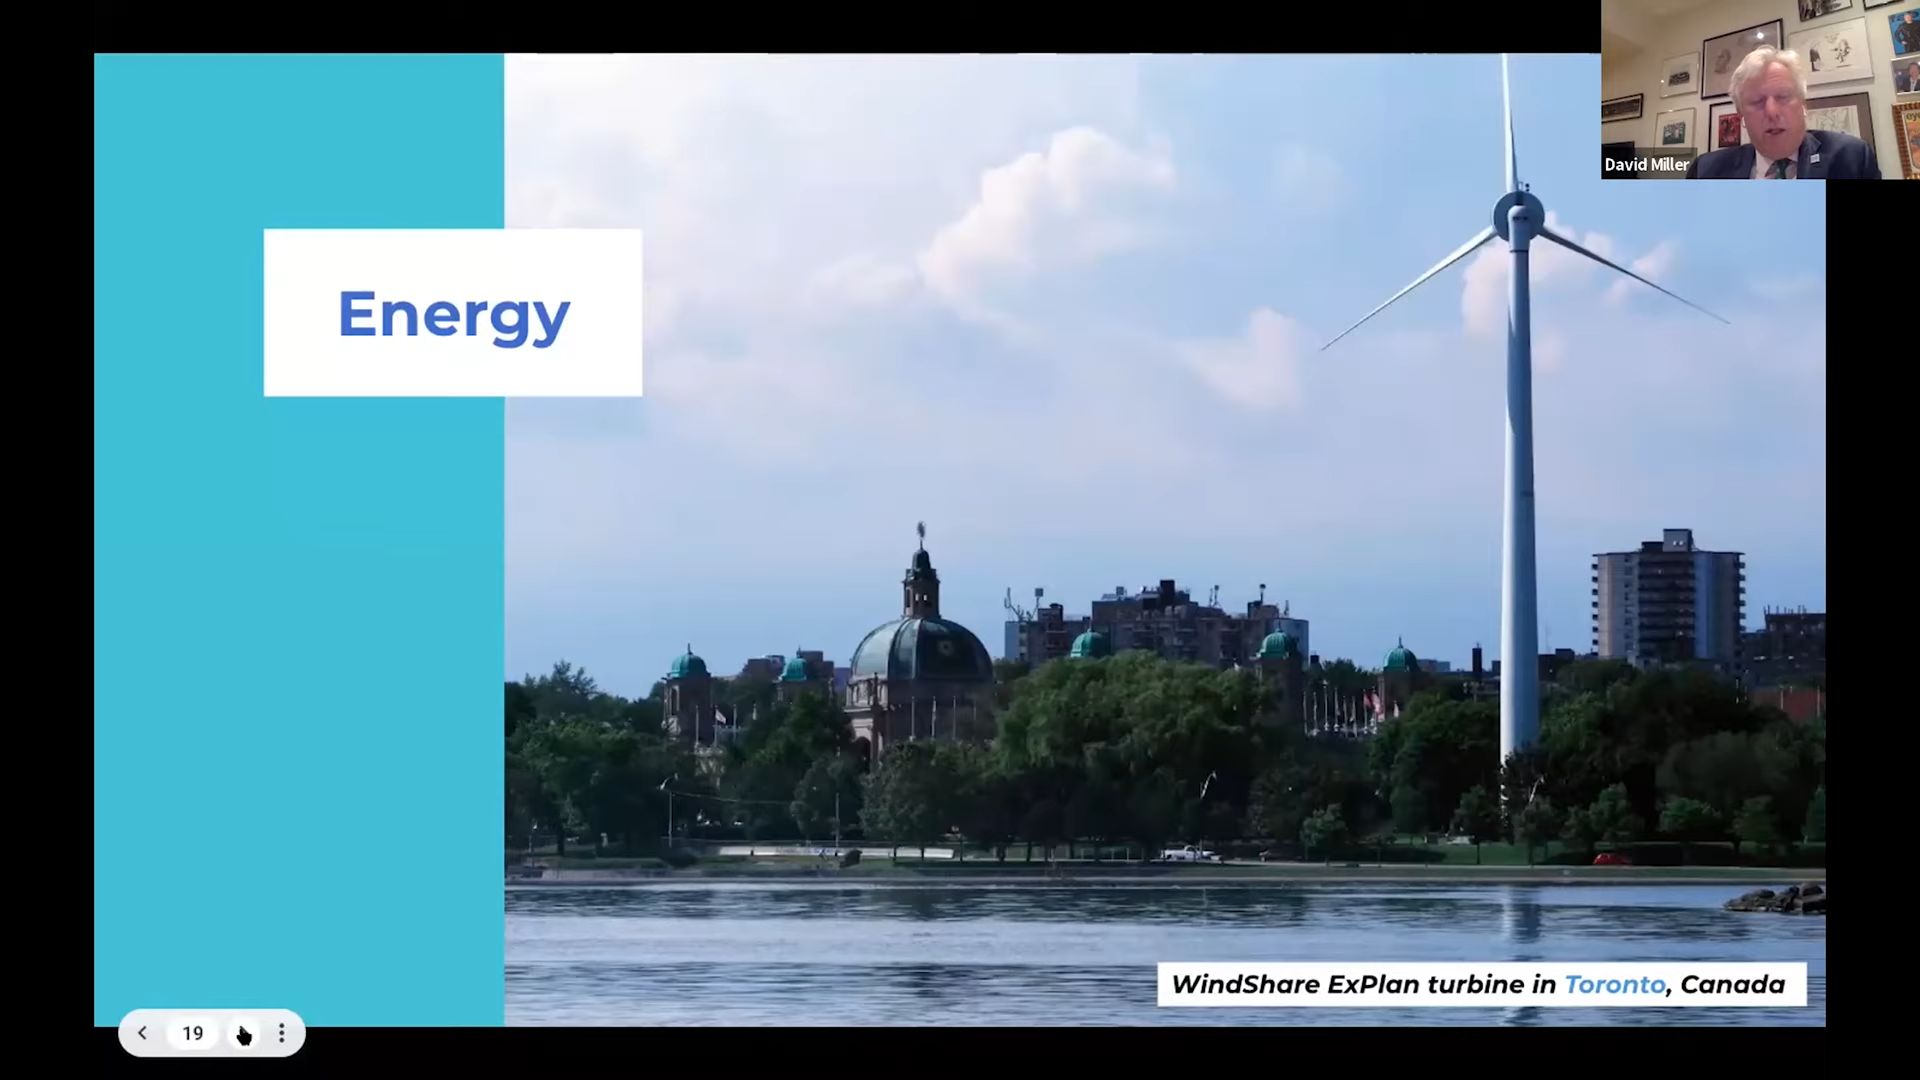 David Miller
Energy
WindShare ExPlan turbine in Toronto, Canada
19